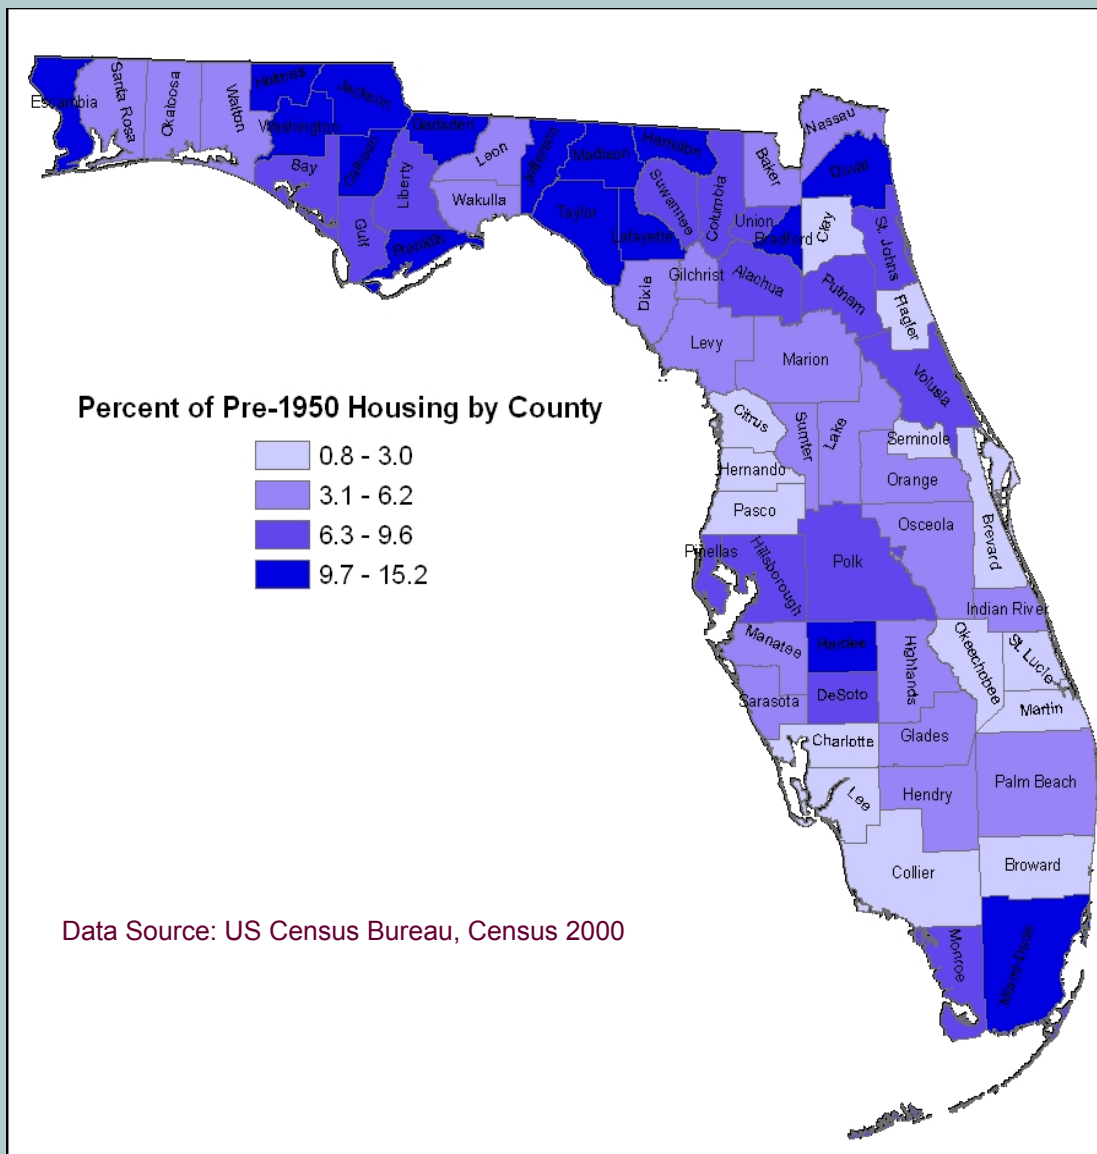 Escambia
Santa Rosa
Okaloosa
Walton
Holmes
Jackson
Washington
Bay
Calhoun
Gulf
Liberty
Gadsden
Franklin
Leon
Wakulla
Jefferson
Madison
Taylor
Hamilton
Suwannee
Lafayette
Columbia
Baker
Nassau
Duval
Union
Bradford
Clay
St. Johns
Dixie
Gilchrist
Alachua
Putnam
Flagler
Levy
Marion
Volusia
Percent of Pre-1950 Housing by County
0.8 - 3.0
3.1 - 6.2
6.3 - 9.6
9.7 - 15.2
Citrus
Sumter
Lake
Seminole
Hernando
Orange
Pasco
Osceola
Brevard
Pinellas
Hillsborough
Polk
Indian River
Manatee
Hardee
Highlands
Okeechobee
St. Lucie
Sarasota
DeSoto
Martin
Charlotte
Glades
Lee
Hendry
Palm Beach
Collier
Broward
Data Source: US Census Bureau, Census 2000
Monroe
Miami-Dade